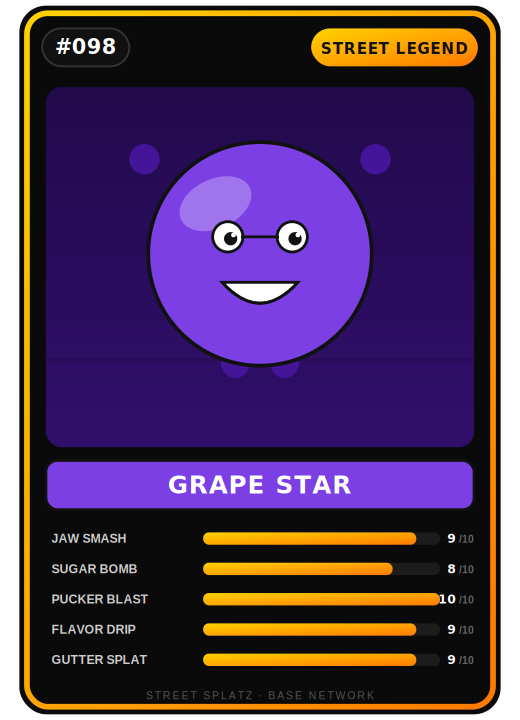 #098
STREET LEGEND
GRAPE STAR
JAW SMASH 9 /10
SUGAR BOMB 8 /10
PUCKER BLAST 10 /10
FLAVOR DRIP 9 /10
GUTTER SPLAT 9 /10
STREET SPLATZ · BASE NETWORK